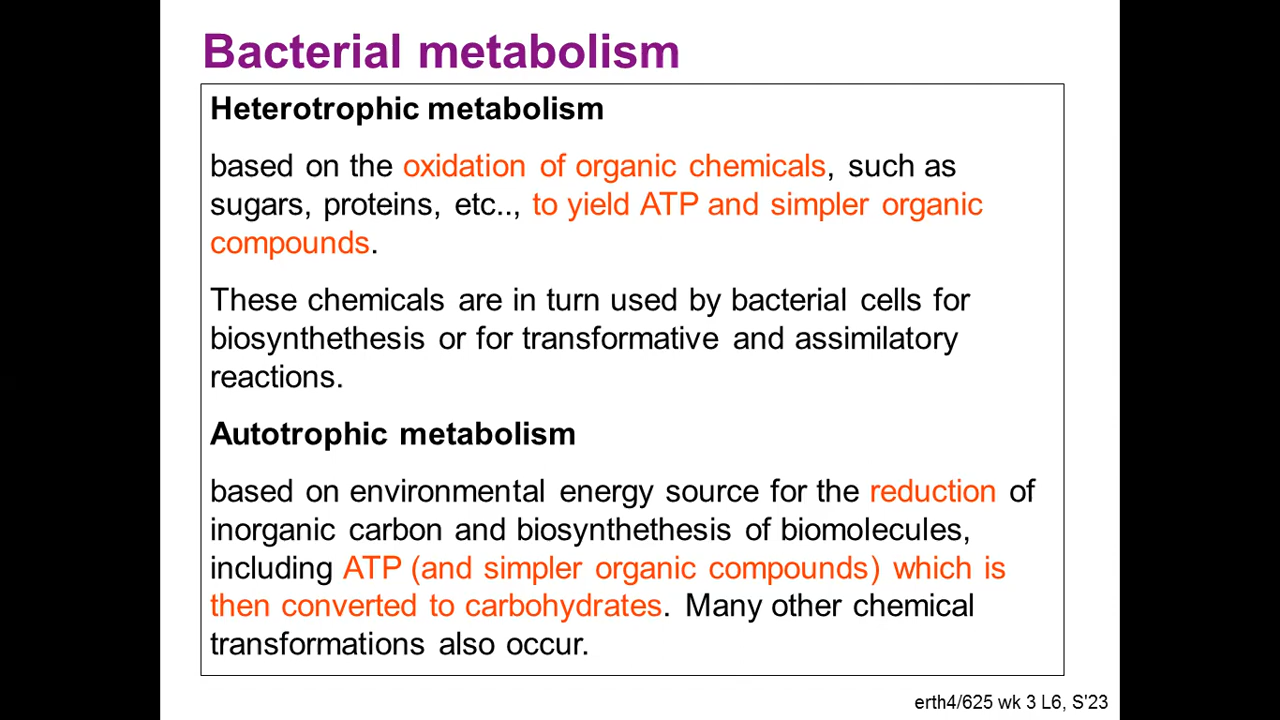 Bacterial metabolism
Heterotrophic metabolism
based on the oxidation of organic chemicals, such as
sugars, proteins, etc.., to yield ATP and simpler organic
compounds.
These chemicals are in turn used by bacterial cells for
biosynthethesis or for transformative and assimilatory
reactions.
Autotrophic metabolism
based on environmental energy source for the reduction of
inorganic carbon and biosynthethesis of biomolecules,
including ATP (and simpler organic compounds) which is
then converted to carbohydrates. Many other chemical
transformations also occur.
erth4/625 wk 3 L6, S'23